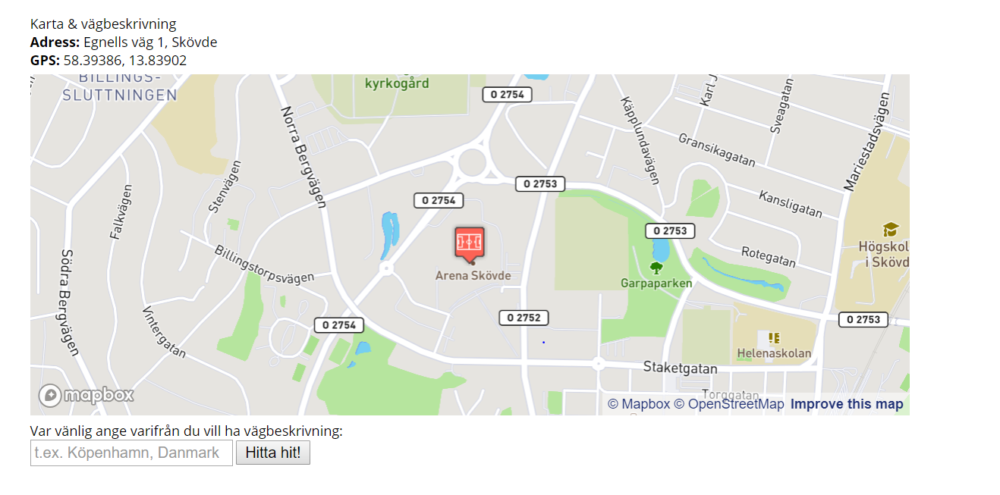 Karta & vägbeskrivning
Adress: Egnells väg 1, Skövde
GPS: 58.39386, 13.83902
BILLINGS-
SLUTTNINGEN
kyrkogård
O 2754
Karl J
Sveagatan
Mariestadsvägen
Norra Bergvägen
Käpplundavägen
Gransikagatan
O 2753
Stenvägen
Falkvägen
O 2754
Kansligatan
O 2753
Högskol
i Skövd
Rotegatan
Billingstorpsvägen
Arena Skövde
Garpaparken
Södra Bergvägen
Vintergatan
O 2754
O 2752
O 2753
Helenaskolan
Staketgatan
Torggatan
mapbox
© Mapbox © OpenStreetMap Improve this map
Var vänlig ange varifrån du vill ha vägbeskrivning:
t.ex. Köpenhamn, Danmark Hitta hit!